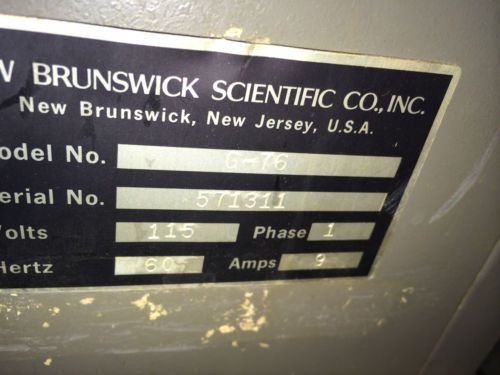 W BRUNSWICK SCIENTIFIC CO., INC.
New Brunswick, New Jersey, U.S.A.
odel No. G-76
erial No. 571311
Volts 115 Phase 1
Hertz 60 Amps 9